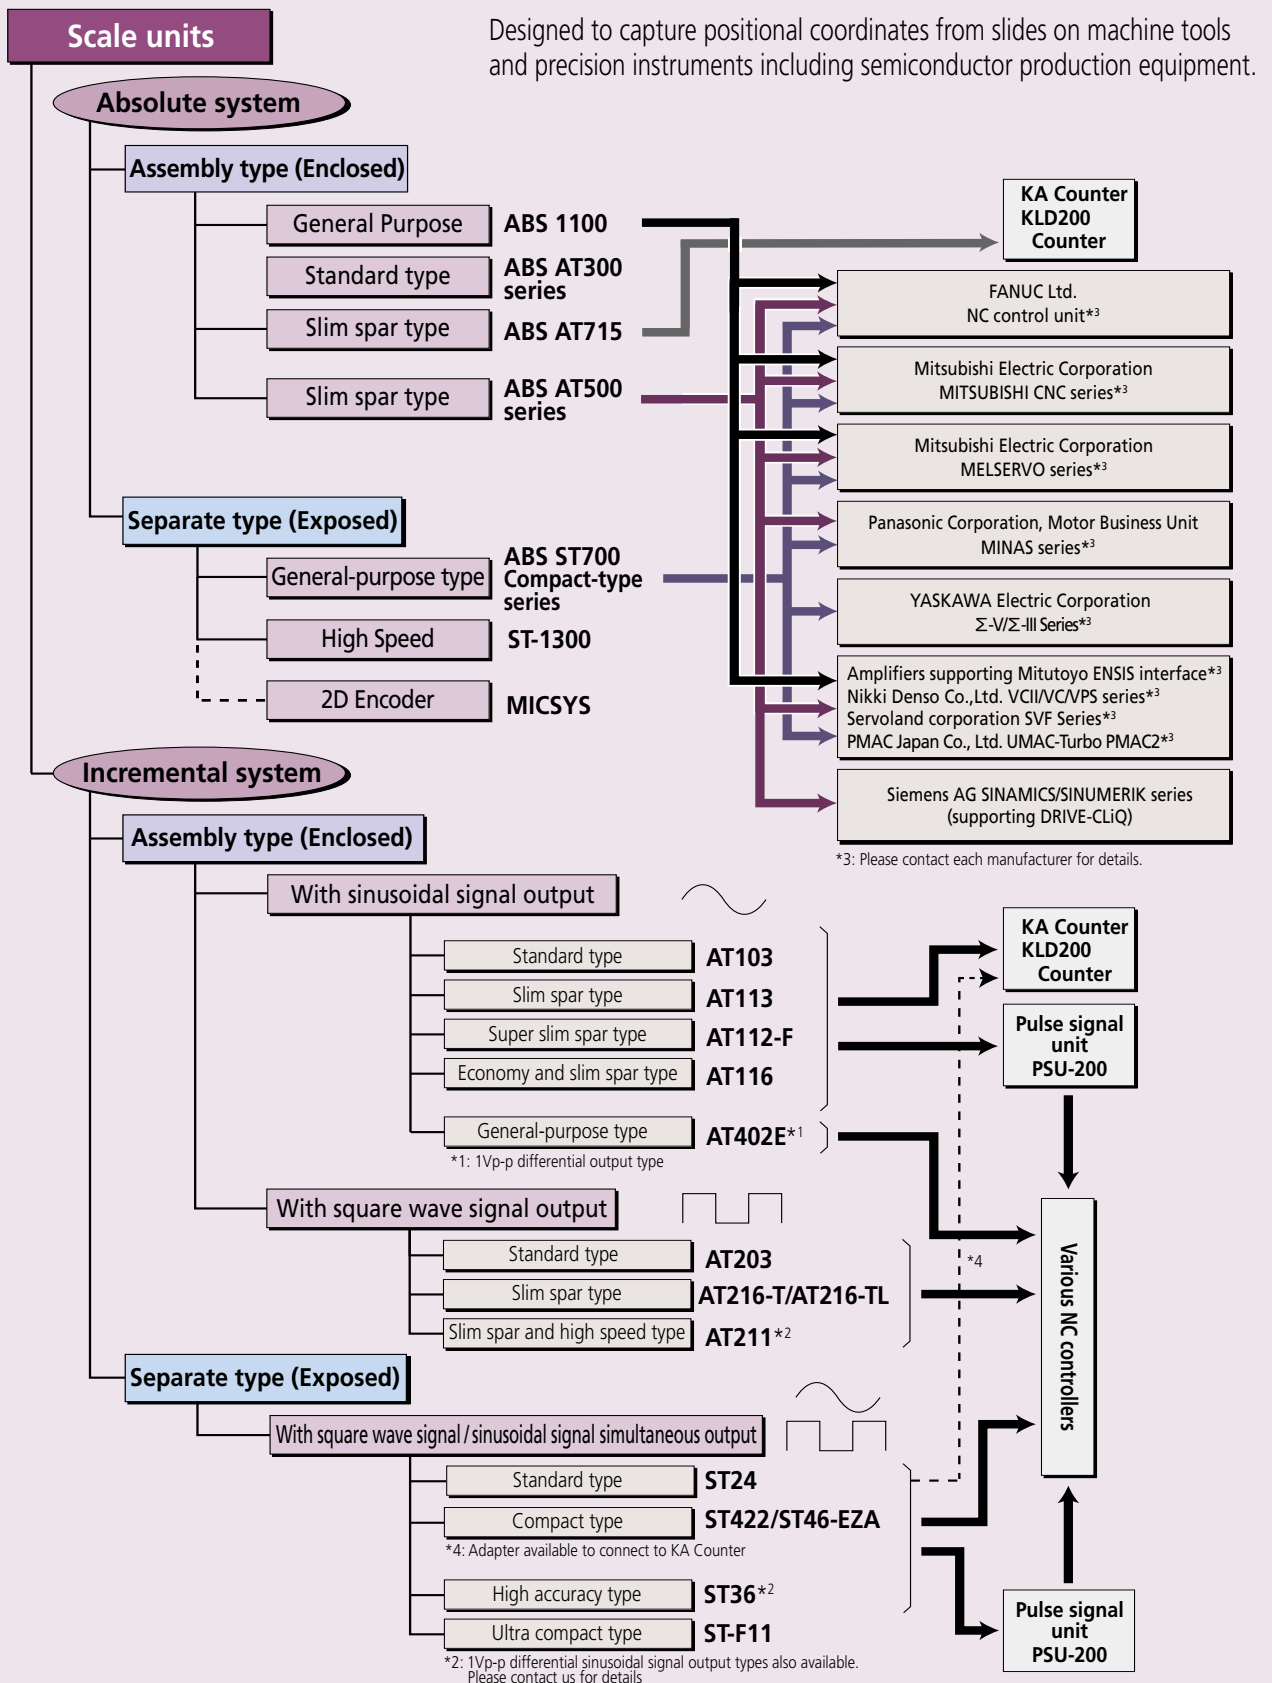 Scale units
Designed to capture positional coordinates from slides on machine tools
and precision instruments including semiconductor production equipment.
Absolute system
Assembly type (Enclosed)
General Purpose
ABS 1100
Standard type
ABS AT300
series
Slim spar type
ABS AT715
Slim spar type
ABS AT500
series
Separate type (Exposed)
General-purpose type
ABS ST700
Compact-type
series
High Speed
ST-1300
2D Encoder
MICSYS
KA Counter
KLD200
Counter
FANUC Ltd.
NC control unit*3
Mitsubishi Electric Corporation
MITSUBISHI CNC series*3
Mitsubishi Electric Corporation
MELSERVO series*3
Panasonic Corporation, Motor Business Unit
MINAS series*3
YASKAWA Electric Corporation
Σ-V/Σ-III Series*3
Amplifiers supporting Mitutoyo ENSIS interface*3
Nikki Denso Co.,Ltd. VCII/VC/VPS series*3
Servoland corporation SVF Series*3
PMAC Japan Co., Ltd. UMAC-Turbo PMAC2*3
Siemens AG SINAMICS/SINUMERIK series
(supporting DRIVE-CLiQ)
*3: Please contact each manufacturer for details.
Incremental system
Assembly type (Enclosed)
With sinusoidal signal output
Standard type
AT103
Slim spar type
AT113
Super slim spar type
AT112-F
Economy and slim spar type
AT116
General-purpose type
AT402E*1
*1: 1Vp-p differential output type
KA Counter
KLD200
Counter
Pulse signal
unit
PSU-200
With square wave signal output
Standard type
AT203
Slim spar type
AT216-T/AT216-TL
Slim spar and high speed type
AT211*2
*4
Various NC controllers
Separate type (Exposed)
With square wave signal / sinusoidal signal simultaneous output
Standard type
ST24
Compact type
ST422/ST46-EZA
*4: Adapter available to connect to KA Counter
High accuracy type
ST36*2
Ultra compact type
ST-F11
*2: 1Vp-p differential sinusoidal signal output types also available.
Please contact us for details
Pulse signal
unit
PSU-200